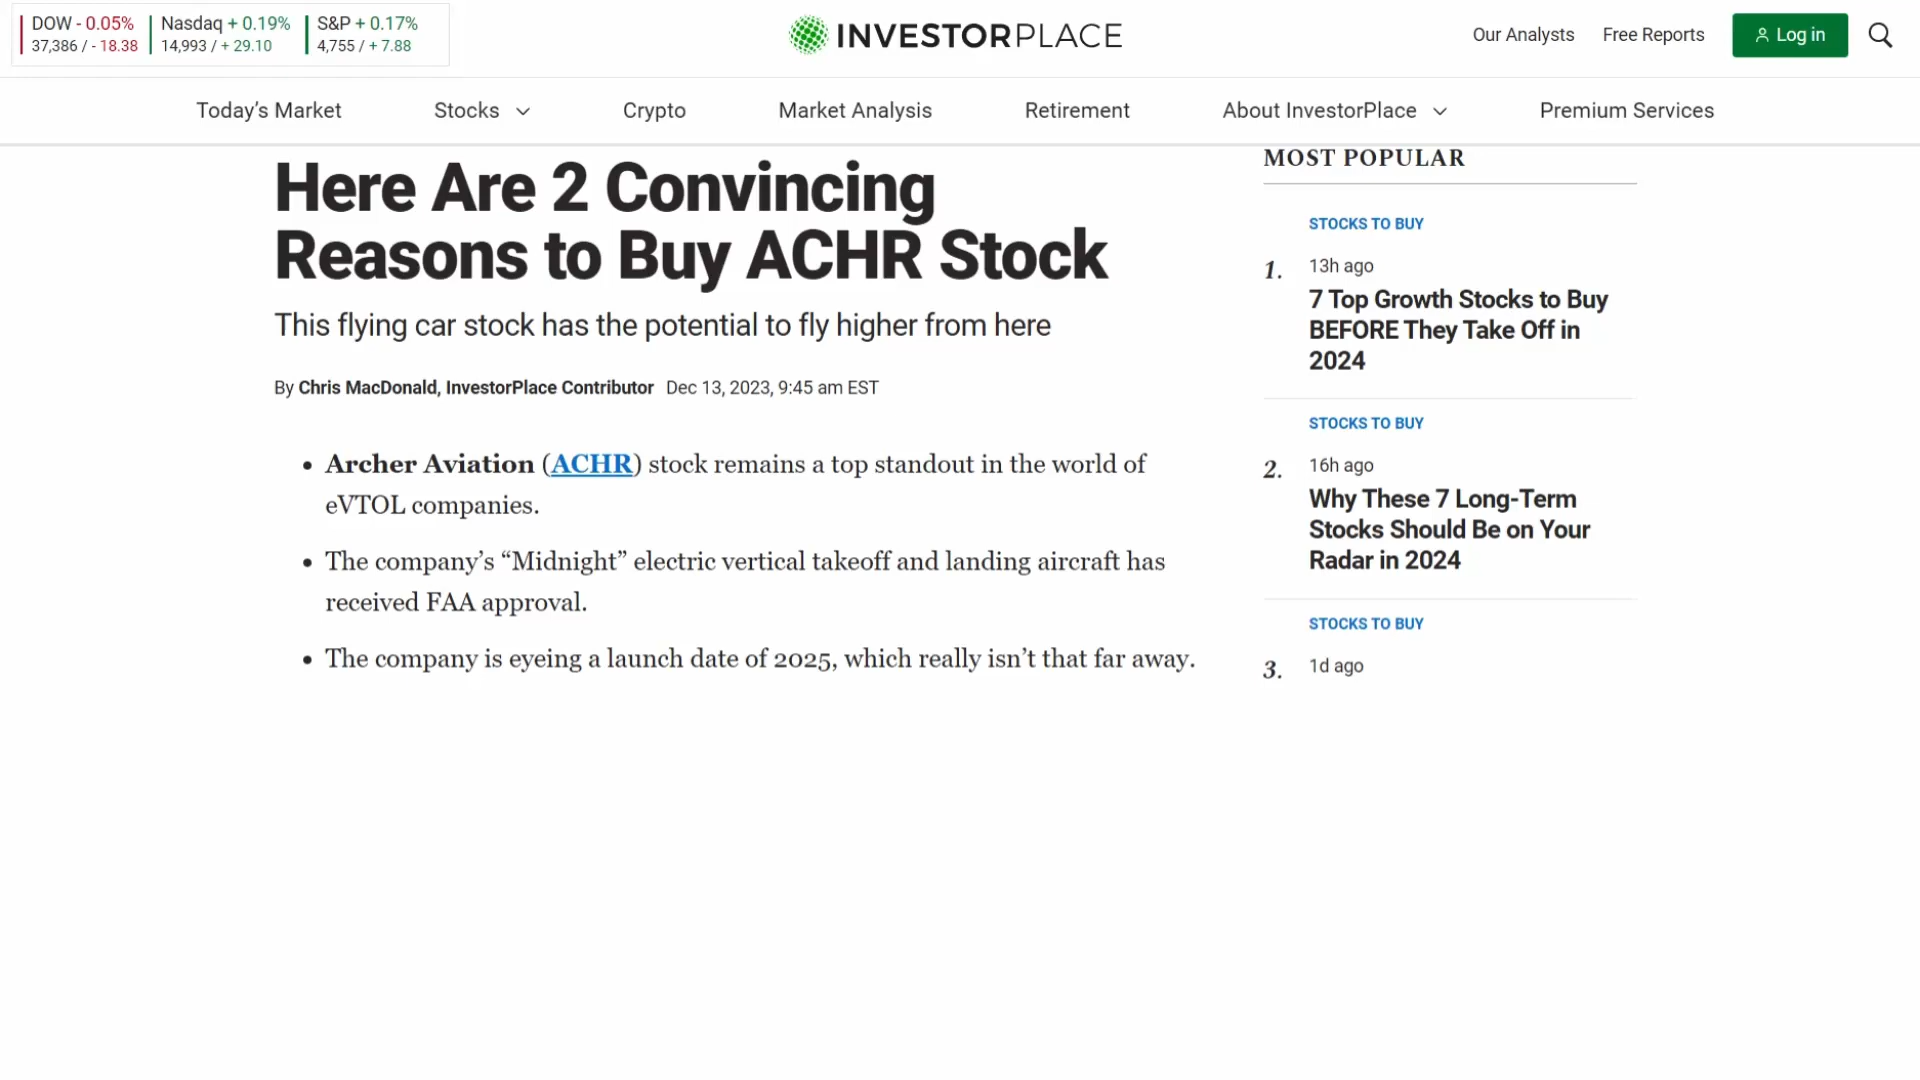 DOW - 0.05%
37,386 / - 18.38
Nasdaq + 0.19%
14,993 / + 29.10
S&P + 0.17%
4,755 / + 7.88
INVESTORPLACE
Our Analysts
Free Reports
Log in
Today’s Market
Stocks
Crypto
Market Analysis
Retirement
About InvestorPlace
Premium Services
Here Are 2 Convincing
Reasons to Buy ACHR Stock
This flying car stock has the potential to fly higher from here
By Chris MacDonald, InvestorPlace Contributor Dec 13, 2023, 9:45 am EST
• Archer Aviation (ACHR) stock remains a top standout in the world of
eVTOL companies.
• The company’s “Midnight” electric vertical takeoff and landing aircraft has
received FAA approval.
• The company is eyeing a launch date of 2025, which really isn’t that far away.
MOST POPULAR
STOCKS TO BUY
1. 13h ago
7 Top Growth Stocks to Buy
BEFORE They Take Off in
2024
STOCKS TO BUY
2. 16h ago
Why These 7 Long-Term
Stocks Should Be on Your
Radar in 2024
STOCKS TO BUY
3. 1d ago